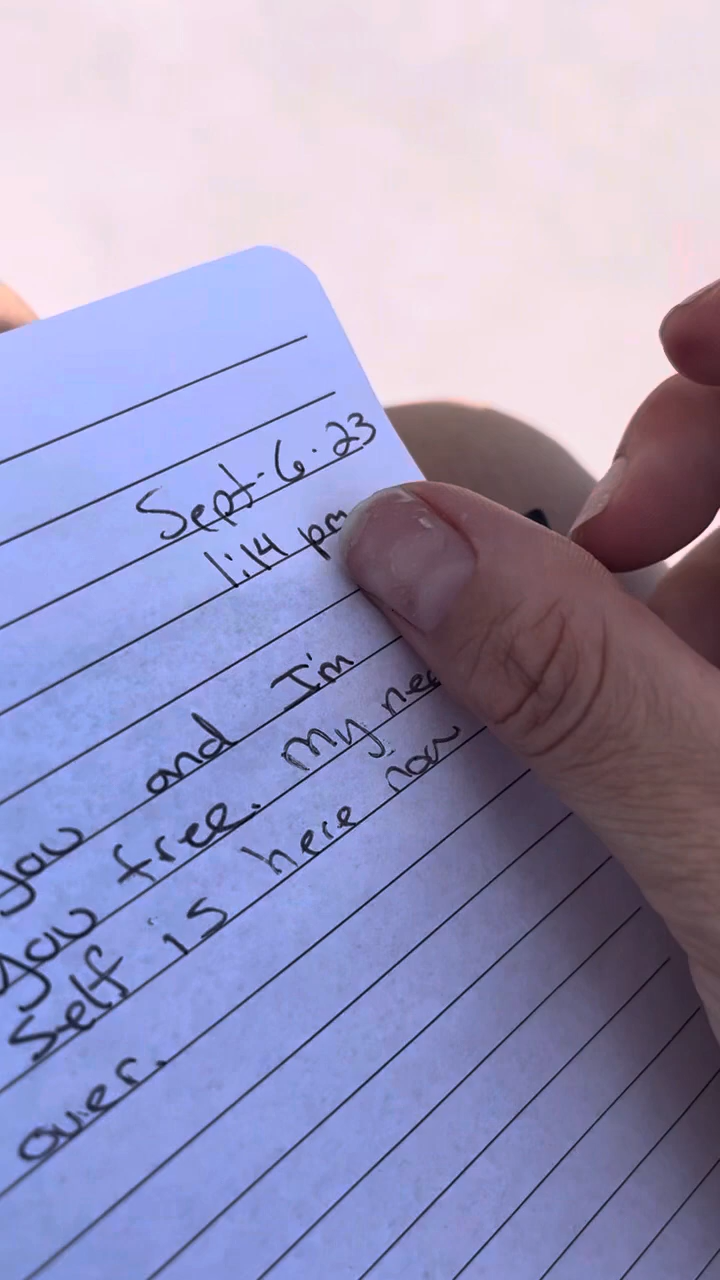 Sept·6·23
1:14 pm
you and I'm
you free. My
Self is here now
over.